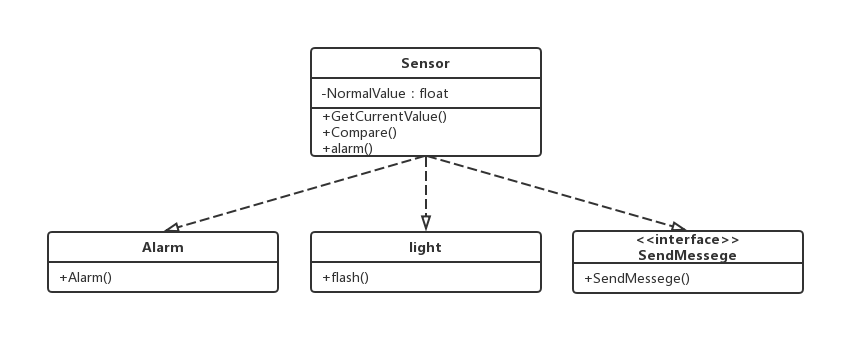 Sensor
-NormalValue : float
+GetCurrentValue()
+Compare()
+alarm()
Alarm
+Alarm()
light
+flash()
<<interface>>
SendMessege
+SendMessege()